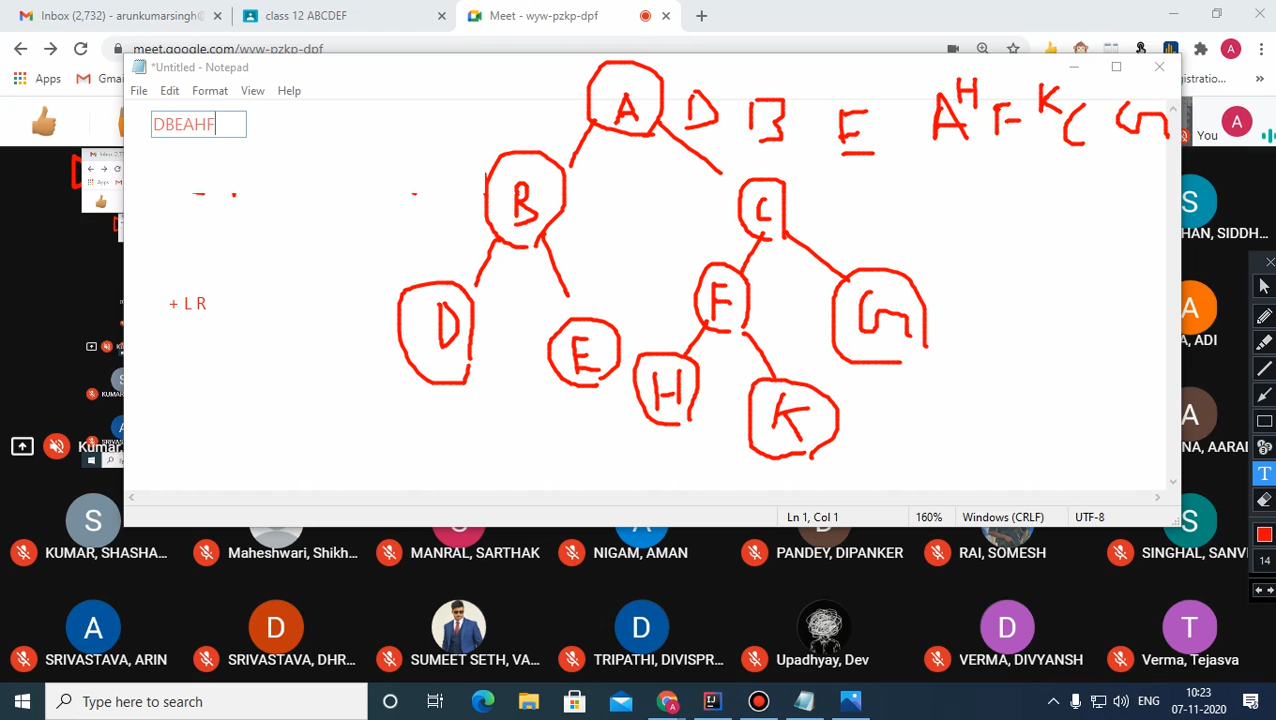 Inbox (2,732) - arunkumarsingh@
class 12 ABCDEF
Meet - wyw-pzkp-dpf
meet.google.com/wyw-pzkp-dpf
Apps
Gmai
gistration...
*Untitled - Notepad
File Edit Format View Help
DBEAHF
D B E A H F K C G
A
B
C
D
E
F
G
H
K
+ L R
You
HAN, SIDDH...
ADI
NA, AARA
Kumar,
Ln 1, Col 1
160%
Windows (CRLF)
UTF-8
S
A
A
S
C
S
N
P
S
KUMAR, SHASHA...
Maheshwari, Shikh...
MANRAL, SARTHAK
NIGAM, AMAN
PANDEY, DIPANKER
RAI, SOMESH
SINGHAL, SANV
A
D
D
D
T
SRIVASTAVA, ARIN
SRIVASTAVA, DHR...
SUMEET SETH, VA...
TRIPATHI, DIVISPR...
Upadhyay, Dev
VERMA, DIVYANSH
Verma, Tejasva
T
14
Type here to search
ENG
10:23
07-11-2020